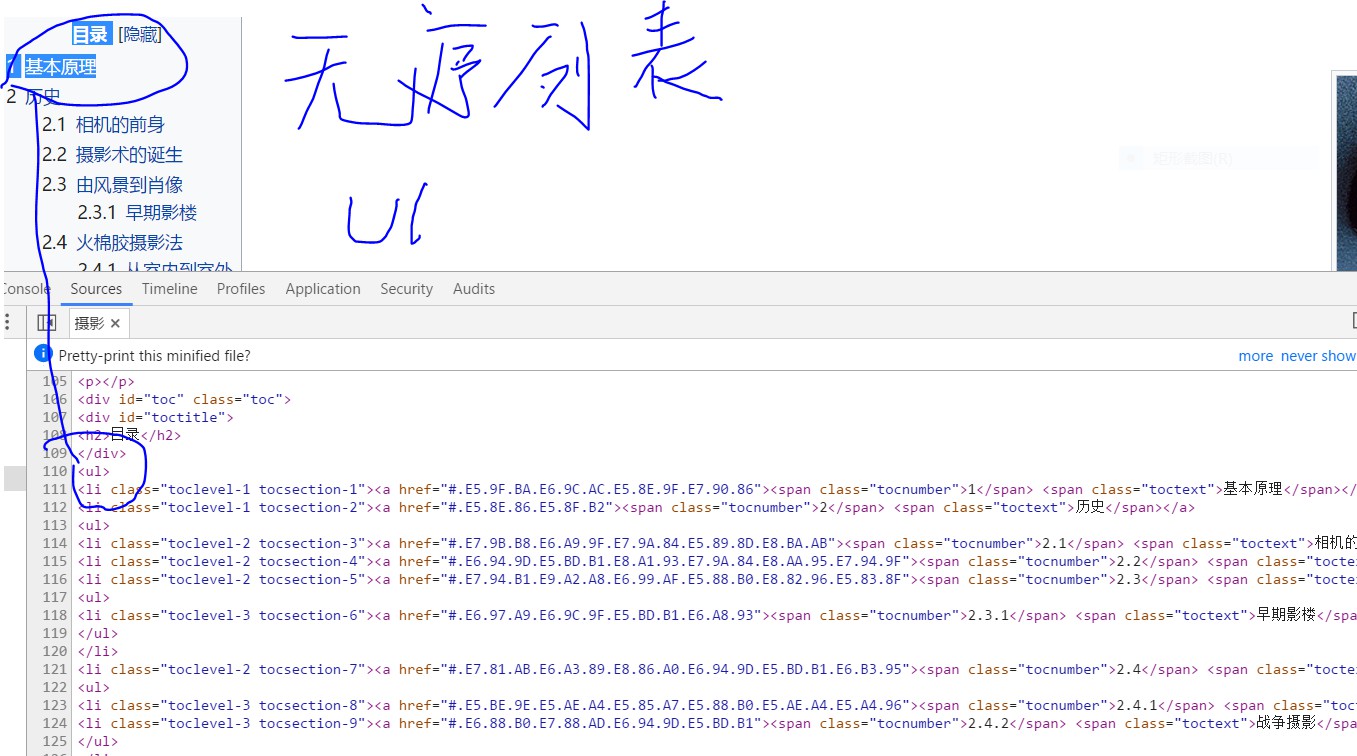 目录 [隐藏]
1 基本原理
2 历史
2.1 相机的前身
2.2 摄影术的诞生
2.3 由风景到肖像
2.3.1 早期影楼
2.4 火棉胶摄影法
2.4.1 从室内到室外
无序列表
ul
矩形截图(R)
Console Sources Timeline Profiles Application Security Audits
摄影 ×
Pretty-print this minified file? more never show
105 <p></p>
106 <div id="toc" class="toc">
107 <div id="toctitle">
108 <h2>目录</h2>
109 </div>
110 <ul>
111 <li class="toclevel-1 tocsection-1"><a href="#.E5.9F.BA.E6.9C.AC.E5.8E.9F.E7.90.86"><span class="tocnumber">1</span> <span class="toctext">基本原理</span></
112 <li class="toclevel-1 tocsection-2"><a href="#.E5.8E.86.E5.8F.B2"><span class="tocnumber">2</span> <span class="toctext">历史</span></a>
113 <ul>
114 <li class="toclevel-2 tocsection-3"><a href="#.E7.9B.B8.E6.A9.9F.E7.9A.84.E5.89.8D.E8.BA.AB"><span class="tocnumber">2.1</span> <span class="toctext">相机的
115 <li class="toclevel-2 tocsection-4"><a href="#.E6.94.9D.E5.BD.B1.E8.A1.93.E7.9A.84.E8.AA.95.E7.94.9F"><span class="tocnumber">2.2</span> <span class="tocte
116 <li class="toclevel-2 tocsection-5"><a href="#.E7.94.B1.E9.A2.A8.E6.99.AF.E5.88.B0.E8.82.96.E5.83.8F"><span class="tocnumber">2.3</span> <span class="tocte
117 <ul>
118 <li class="toclevel-3 tocsection-6"><a href="#.E6.97.A9.E6.9C.9F.E5.BD.B1.E6.A8.93"><span class="tocnumber">2.3.1</span> <span class="toctext">早期影楼</spa
119 </ul>
120 </li>
121 <li class="toclevel-2 tocsection-7"><a href="#.E7.81.AB.E6.A3.89.E8.86.A0.E6.94.9D.E5.BD.B1.E6.B3.95"><span class="tocnumber">2.4</span> <span class="tocte
122 <ul>
123 <li class="toclevel-3 tocsection-8"><a href="#.E5.BE.9E.E5.AE.A4.E5.85.A7.E5.88.B0.E5.AE.A4.E5.A4.96"><span class="tocnumber">2.4.1</span> <span class="toc
124 <li class="toclevel-3 tocsection-9"><a href="#.E6.88.B0.E7.88.AD.E6.94.9D.E5.BD.B1"><span class="tocnumber">2.4.2</span> <span class="toctext">战争摄影</spa
125 </ul>